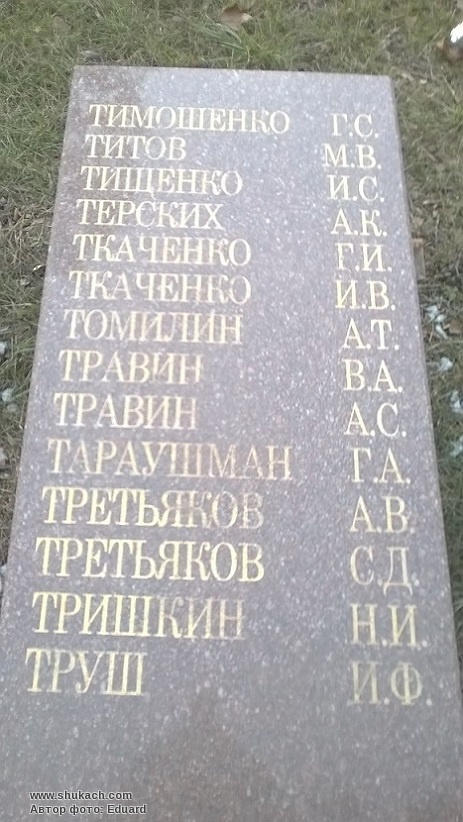 ТИМОШЕНКО Г.С.
ТИТОВ М.В.
ТИЩЕНКО И.С.
ТЕРСКИХ А.К.
ТКАЧЕНКО Г.И.
ТКАЧЕНКО И.В.
ТОМИЛИН А.Т.
ТРАВИН В.А.
ТРАВИН А.С.
ТАРАУШМАН Г.А.
ТРЕТЬЯКОВ А.В.
ТРЕТЬЯКОВ С.Д.
ТРИШКИН Н.И.
ТРУШ И.Ф.
www.shukach.com
Автор фото: Eduard